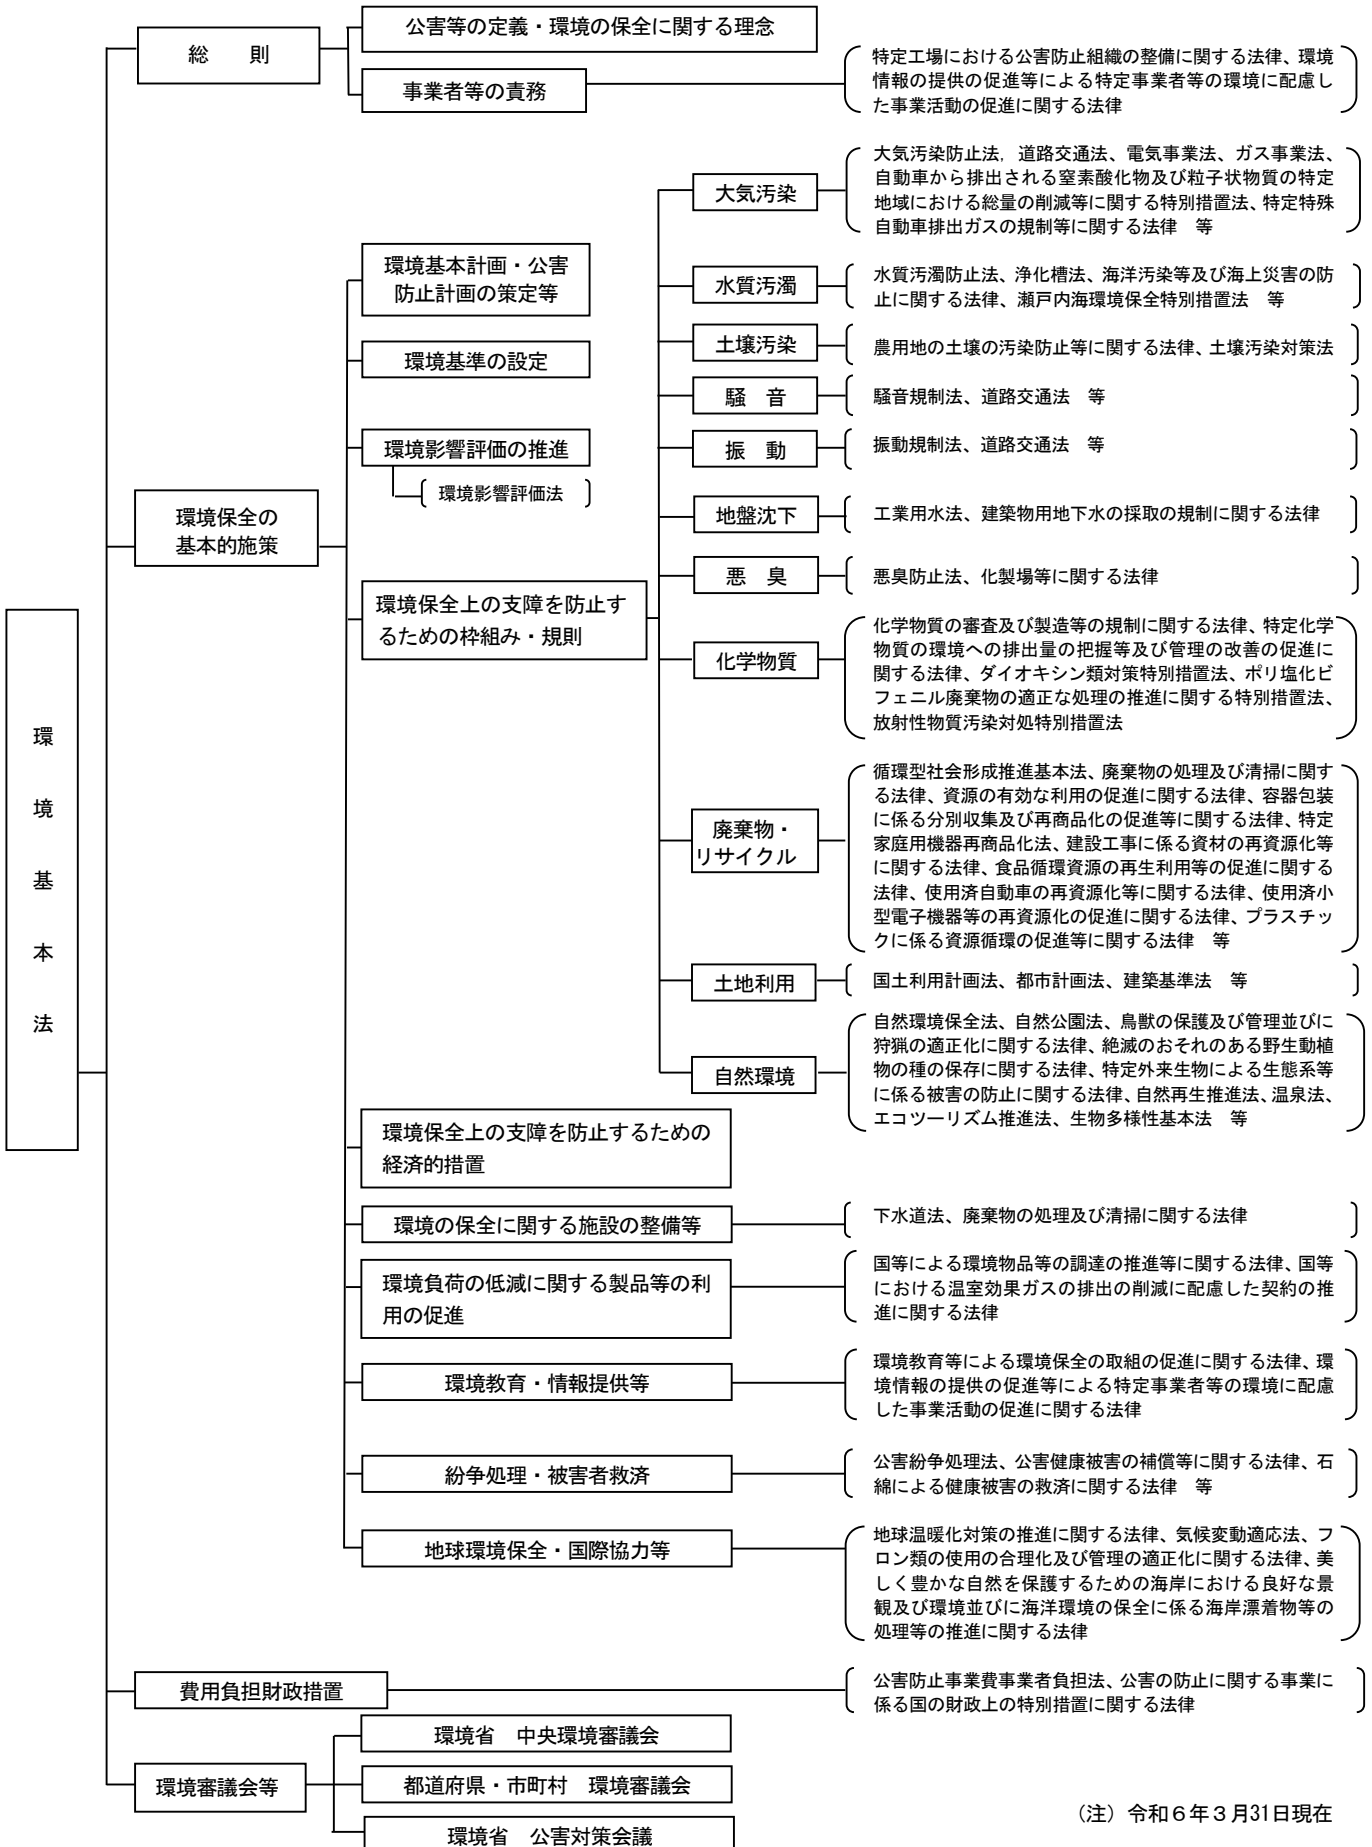 環境基本法
総　則
公害等の定義・環境の保全に関する理念
事業者等の責務
特定工場における公害防止組織の整備に関する法律、環境
情報の提供の促進等による特定事業者等の環境に配慮し
た事業活動の促進に関する法律
環境保全の
基本的施策
環境基本計画・公害
防止計画の策定等
環境基準の設定
環境影響評価の推進
環境影響評価法
環境保全上の支障を防止す
るための枠組み・規則
大気汚染
大気汚染防止法, 道路交通法、電気事業法、ガス事業法、
自動車から排出される窒素酸化物及び粒子状物質の特定
地域における総量の削減等に関する特別措置法、特定特殊
自動車排出ガスの規制等に関する法律　等
水質汚濁
水質汚濁防止法、浄化槽法、海洋汚染等及び海上災害の防
止に関する法律、瀬戸内海環境保全特別措置法　等
土壌汚染
農用地の土壌の汚染防止等に関する法律、土壌汚染対策法
騒　音
騒音規制法、道路交通法　等
振　動
振動規制法、道路交通法　等
地盤沈下
工業用水法、建築物用地下水の採取の規制に関する法律
悪　臭
悪臭防止法、化製場等に関する法律
化学物質
化学物質の審査及び製造等の規制に関する法律、特定化学
物質の環境への排出量の把握等及び管理の改善の促進に
関する法律、ダイオキシン類対策特別措置法、ポリ塩化ビ
フェニル廃棄物の適正な処理の推進に関する特別措置法、
放射性物質汚染対処特別措置法
廃棄物・
リサイクル
循環型社会形成推進基本法、廃棄物の処理及び清掃に関す
る法律、資源の有効な利用の促進に関する法律、容器包装
に係る分別収集及び再商品化の促進等に関する法律、特定
家庭用機器再商品化法、建設工事に係る資材の再資源化等
に関する法律、食品循環資源の再生利用等の促進に関する
法律、使用済自動車の再資源化等に関する法律、使用済小
型電子機器等の再資源化の促進に関する法律、プラスチッ
クに係る資源循環の促進等に関する法律　等
土地利用
国土利用計画法、都市計画法、建築基準法　等
自然環境
自然環境保全法、自然公園法、鳥獣の保護及び管理並びに
狩猟の適正化に関する法律、絶滅のおそれのある野生動植
物の種の保存に関する法律、特定外来生物による生態系等
に係る被害の防止に関する法律、自然再生推進法、温泉法、
エコツーリズム推進法、生物多様性基本法　等
環境保全上の支障を防止するための
経済的措置
環境の保全に関する施設の整備等
下水道法、廃棄物の処理及び清掃に関する法律
環境負荷の低減に関する製品等の利
用の促進
国等による環境物品等の調達の推進等に関する法律、国等
における温室効果ガスの排出の削減に配慮した契約の推
進に関する法律
環境教育・情報提供等
環境教育等による環境保全の取組の促進に関する法律、環
境情報の提供の促進等による特定事業者等の環境に配慮
した事業活動の促進に関する法律
紛争処理・被害者救済
公害紛争処理法、公害健康被害の補償等に関する法律、石
綿による健康被害の救済に関する法律　等
地球環境保全・国際協力等
地球温暖化対策の推進に関する法律、気候変動適応法、フ
ロン類の使用の合理化及び管理の適正化に関する法律、美
しく豊かな自然を保護するための海岸における良好な景
観及び環境並びに海洋環境の保全に係る海岸漂着物等の
処理等の推進に関する法律
費用負担財政措置
公害防止事業費事業者負担法、公害の防止に関する事業に
係る国の財政上の特別措置に関する法律
環境審議会等
環境省　中央環境審議会
都道府県・市町村　環境審議会
環境省　公害対策会議
（注）令和６年３月31日現在